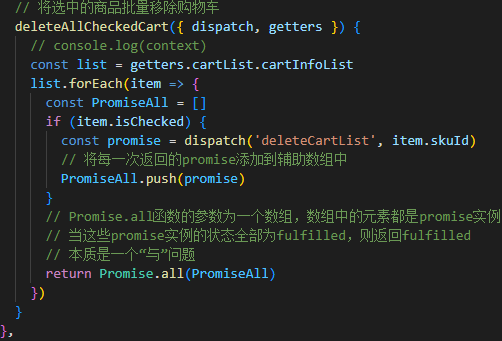 // 将选中的商品批量移除购物车
deleteAllCheckedCart({ dispatch, getters }) {
// console.log(context)
const list = getters.cartList.cartInfoList
list.forEach(item => {
const PromiseAll = []
if (item.isChecked) {
const promise = dispatch('deleteCartList', item.skuId)
// 将每一次返回的promise添加到辅助数组中
PromiseAll.push(promise)
}
// Promise.all函数的参数为一个数组，数组中的元素都是promise实例
// 当这些promise实例的状态全部为fulfilled，则返回fulfilled
// 本质是一个“与”问题
return Promise.all(PromiseAll)
})
}
},